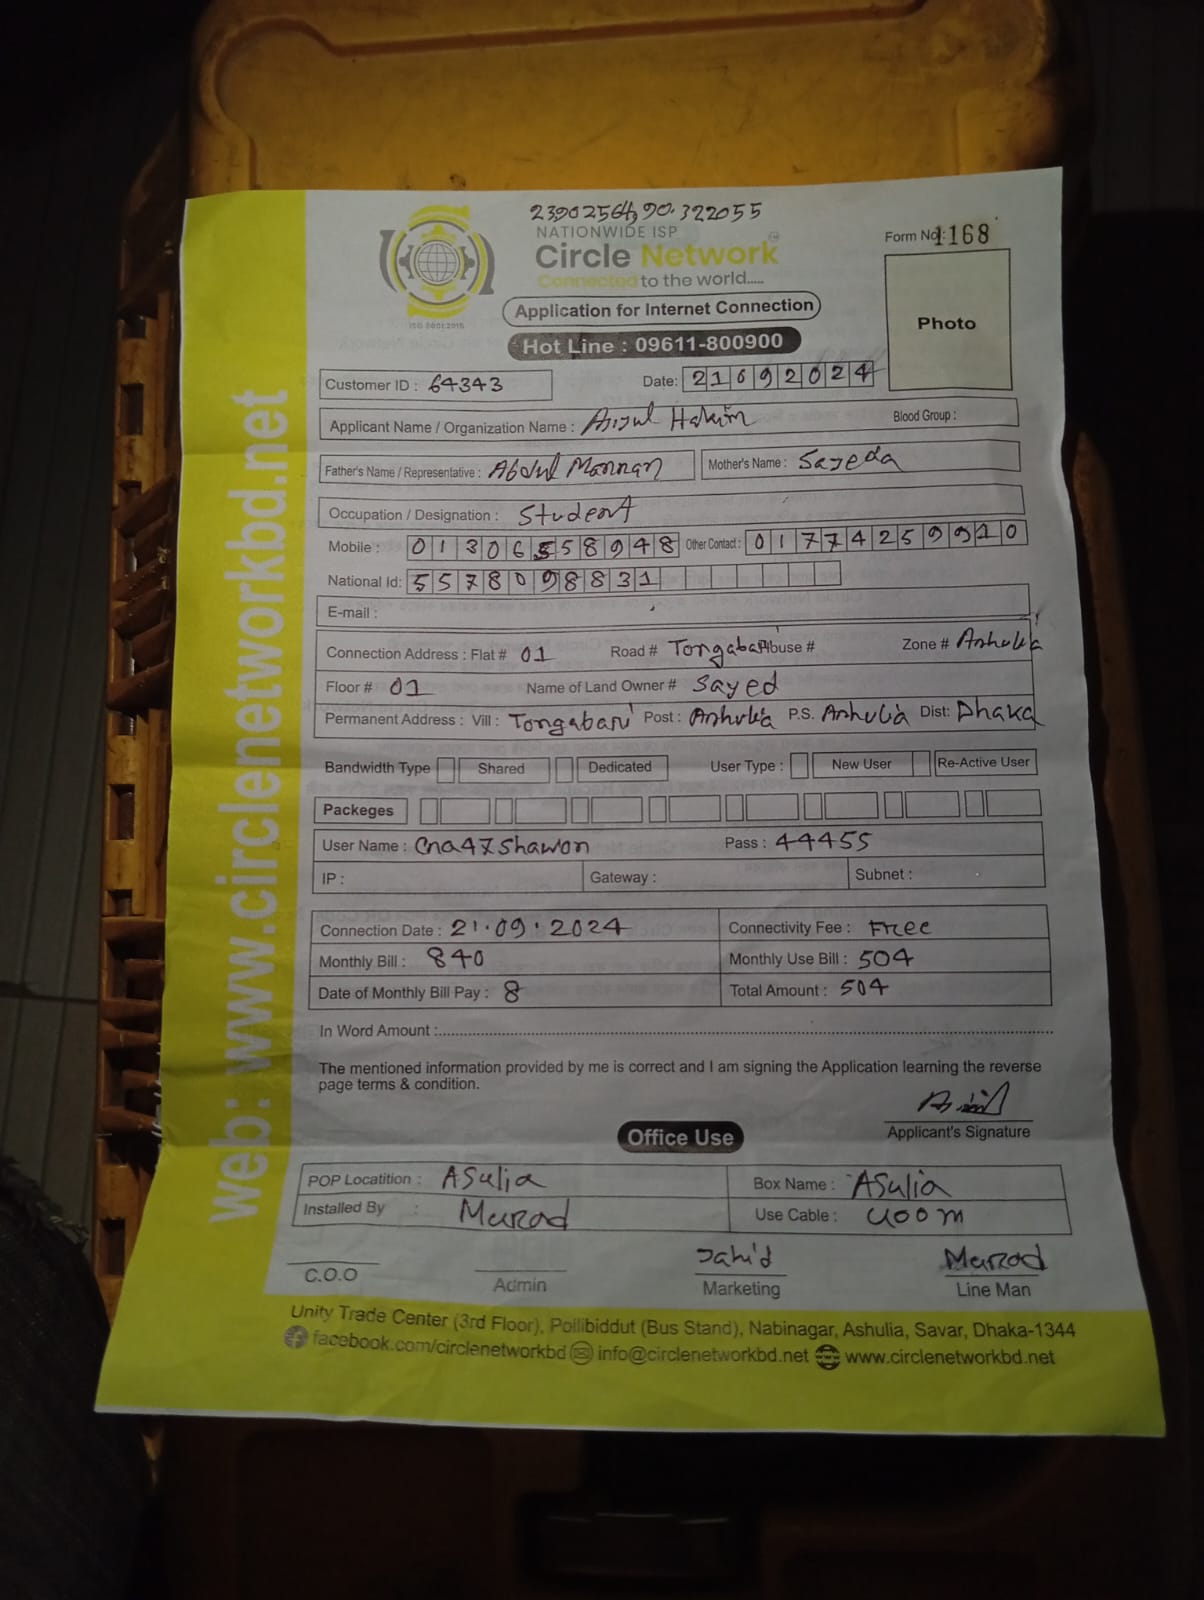 23902564,90.322055
NATIONWIDE ISP
Circle Network
Connected to the world.....
ISO 9001:2015
Form No: 1168
Photo
Application for Internet Connection
Hot Line : 09611-800900
Customer ID : 64343
Date: 21092024
Applicant Name / Organization Name : Hakim
Blood Group :
Father's Name / Representative : Abdul Mannan
Mother's Name : Sayeda
Occupation / Designation : Student
Mobile : 01306558948
Other Contact : 01774259910
National Id: 5578098831
E-mail :
Connection Address : Flat # 01 Road # Tongabari House # Zone # Ashulia
Floor # 01 Name of Land Owner # Sayed
Permanent Address : Vill : Tongabari Post : Ashulia P.S. Ashulia Dist: Dhaka
Bandwidth Type Shared Dedicated User Type : New User Re-Active User
Packeges
User Name : Cna47Shawon Pass : 44455
IP : Gateway : Subnet :
Connection Date : 21.09.2024 Connectivity Fee : Free
Monthly Bill : 840 Monthly Use Bill : 504
Date of Monthly Bill Pay : 8 Total Amount : 504
In Word Amount :
The mentioned information provided by me is correct and I am signing the Application learning the reverse
page terms & condition.
Applicant's Signature
Office Use
POP Locatition : ASulia Box Name : ASulia
Installed By : Murad Use Cable : 400m
Jahid Murad
C.O.O Admin Marketing Line Man
Unity Trade Center (3rd Floor), Pollibiddut (Bus Stand), Nabinagar, Ashulia, Savar, Dhaka-1344
facebook.com/circlenetworkbd info@circlenetworkbd.net www.circlenetworkbd.net
web: www.circlenetworkbd.net